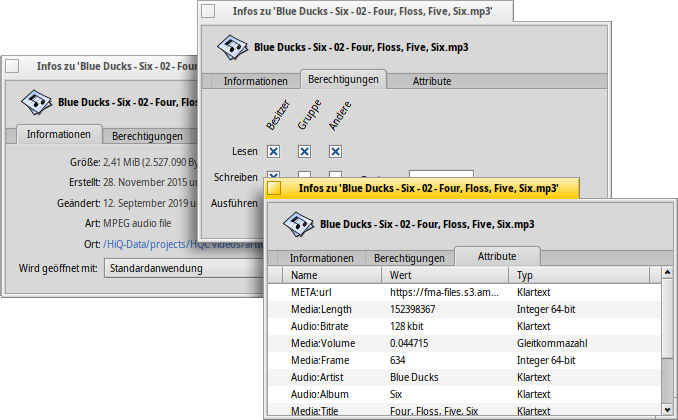 Infos zu 'Blue Ducks - Six - 02 - Four, Floss, Five, Six.mp3'
Blue Ducks - Six - 02 - Four, Floss, Five, Six.mp3
Informationen Berechtigungen Attribute
Besitzer Gruppe Andere
Lesen
Schreiben
Ausführen
Infos zu 'Blue Ducks - Six - 02 - Four, Flos
Blue Ducks - Six - 02 - Four, Flos
Informationen Berechtigungen
Größe: 2,41 MiB (2.527.090 By
Erstellt: 28. November 2015 um
Geändert: 12. September 2019 u
Art: MPEG audio file
Ort: /HiQ-Data/projects/HQC videos/artw
Wird geöffnet mit: Standardanwendung
Infos zu 'Blue Ducks - Six - 02 - Four, Floss, Five, Six.mp3'
Blue Ducks - Six - 02 - Four, Floss, Five, Six.mp3
Informationen Berechtigungen Attribute
Name Wert Typ
META:url https://fma-files.s3.am... Klartext
Media:Length 152398367 Integer 64-bit
Audio:Bitrate 128 kbit Klartext
Media:Volume 0.044715 Gleitkommazahl
Media:Frame 634 Integer 64-bit
Audio:Artist Blue Ducks Klartext
Audio:Album Six Klartext
Media:Title Four, Floss, Five, Six Klartext